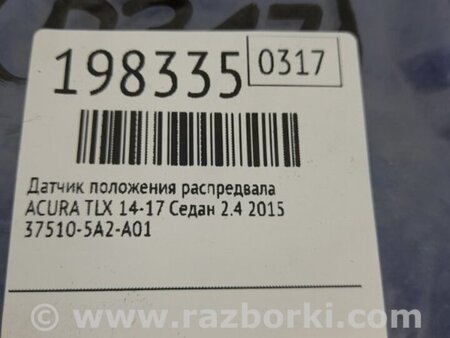 0317
198335
0317
Датчик положения распредвала
ACURA TLX 14-17 Седан 2.4 2015
37510-5A2-A01
www.razborki.com